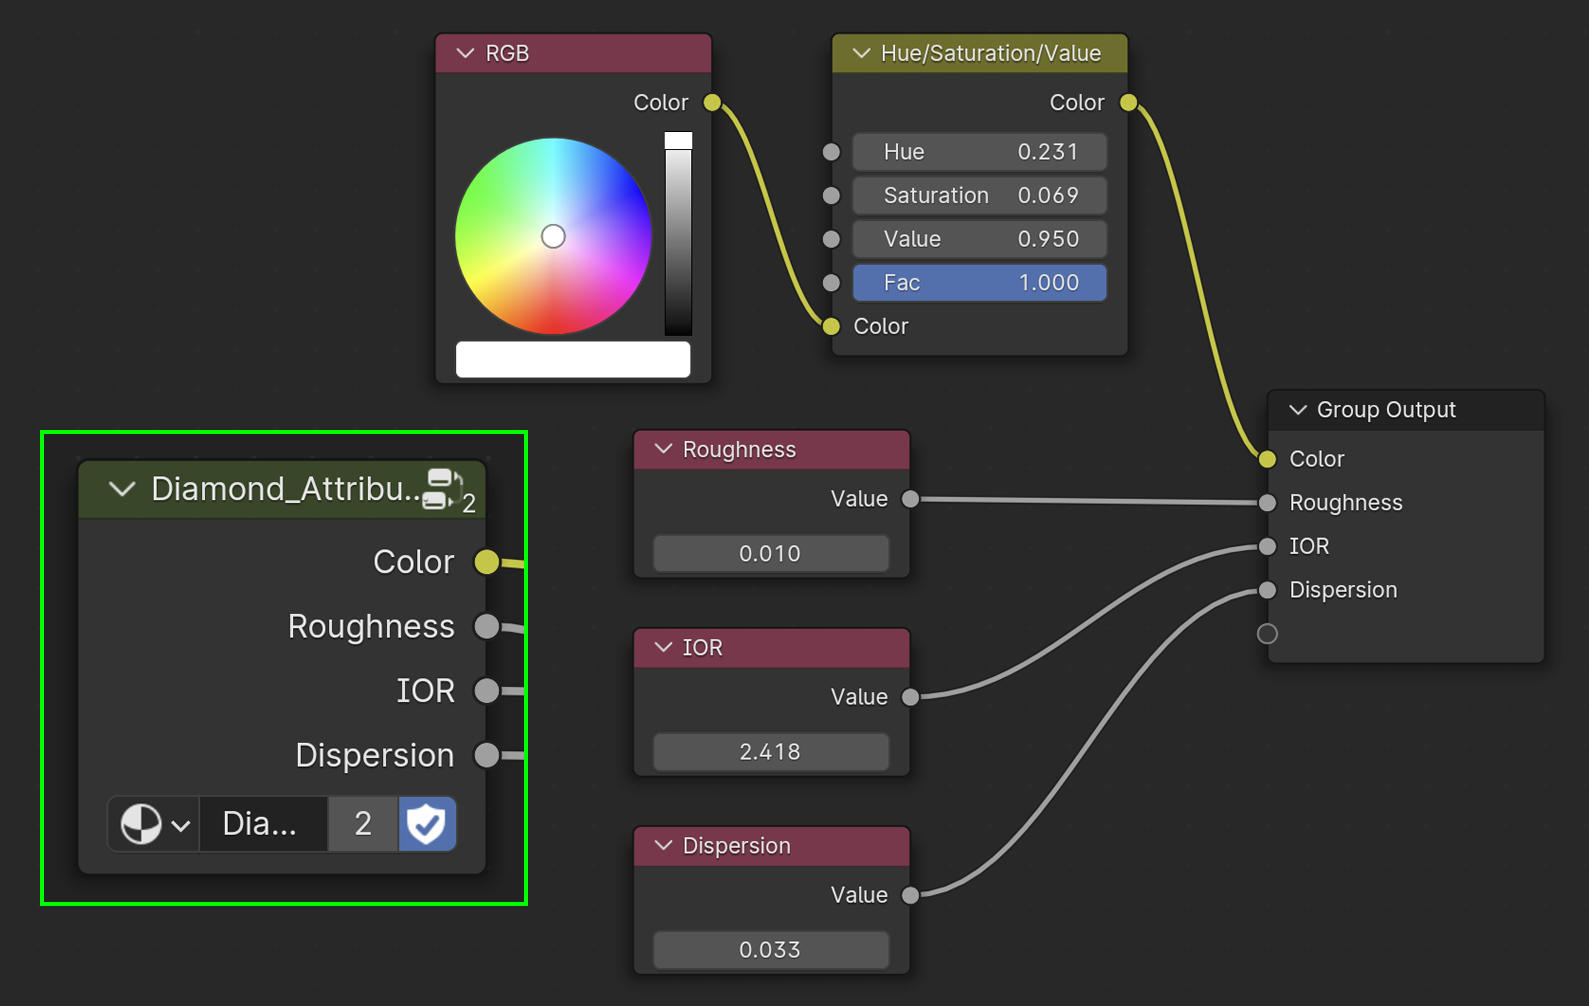 RGB
Color
Hue/Saturation/Value
Color
Hue 0.231
Saturation 0.069
Value 0.950
Fac 1.000
Color
Diamond_Attribu... 2
Color
Roughness
IOR
Dispersion
Dia... 2
Roughness
Value
0.010
IOR
Value
2.418
Dispersion
Value
0.033
Group Output
Color
Roughness
IOR
Dispersion